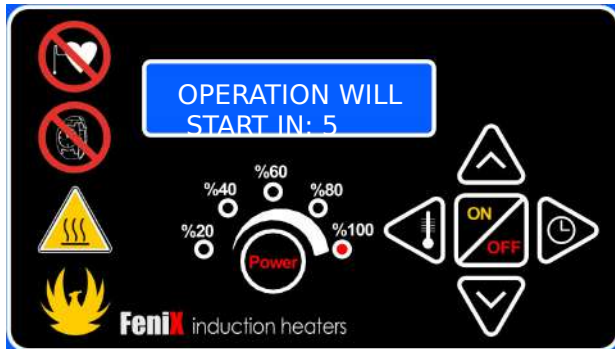 OPERATION WILL
START IN: 5
%20
%40
%60
%80
%100
Power
ON
OFF
FeniX induction heaters